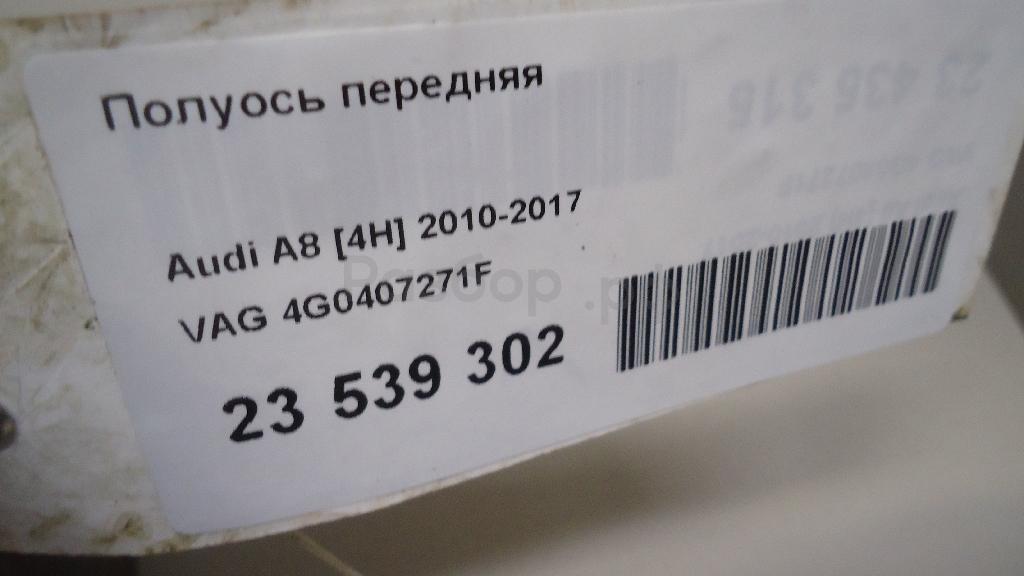 Полуось передняя
Audi A8 [4H] 2010-2017
VAG 4G0407271F
23 539 302